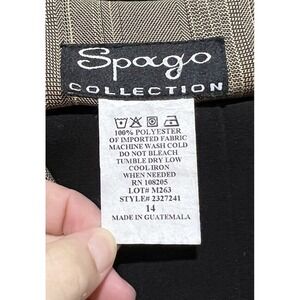 Spago
COLLECTION
100% POLYESTER
OF IMPORTED FABRIC
MACHINE WASH COLD
DO NOT BLEACH
TUMBLE DRY LOW
COOL IRON
WHEN NEEDED
RN 108205
LOT# M263
STYLE# 2327241
14
MADE IN GUATEMALA